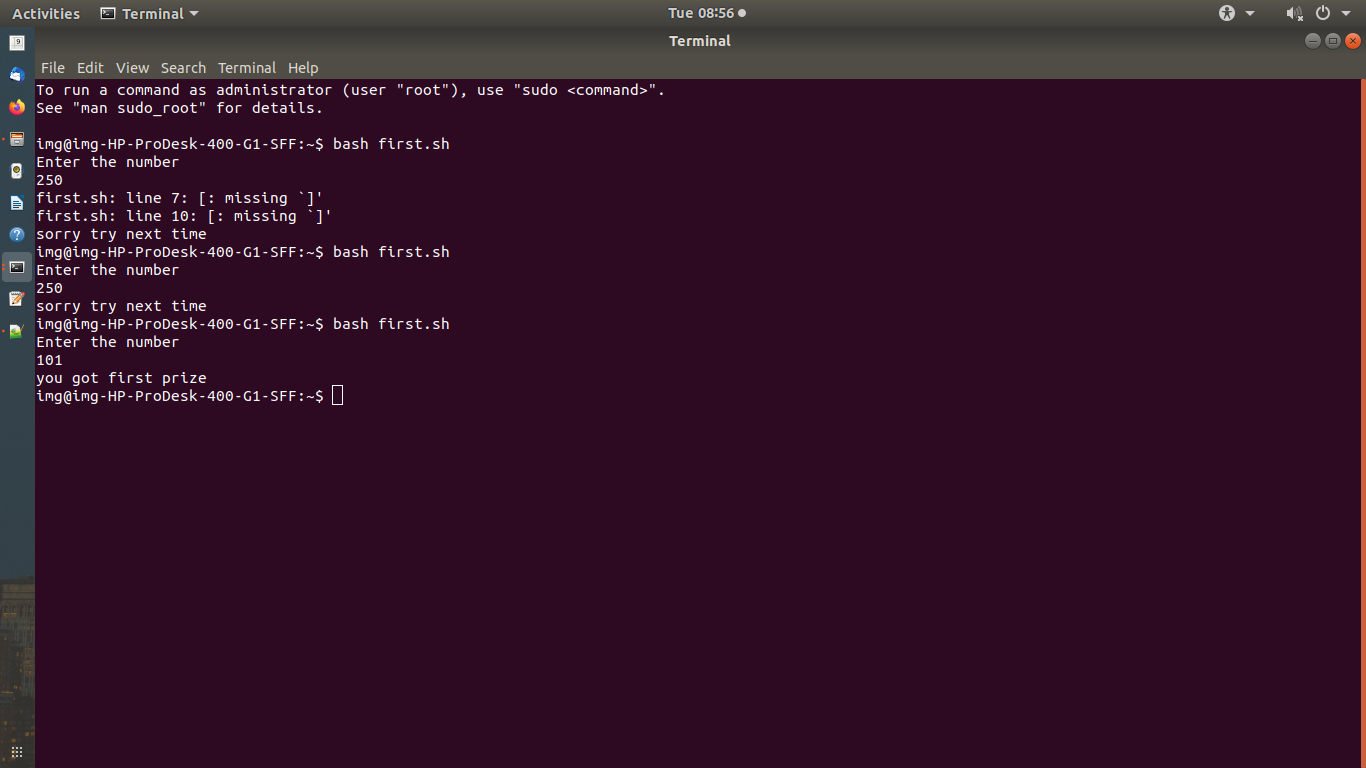 Activities Terminal Tue 08:56
Terminal
File Edit View Search Terminal Help
To run a command as administrator (user "root"), use "sudo <command>".
See "man sudo_root" for details.
img@img-HP-ProDesk-400-G1-SFF:~$ bash first.sh
Enter the number
250
first.sh: line 7: [: missing `]'
first.sh: line 10: [: missing `]'
sorry try next time
img@img-HP-ProDesk-400-G1-SFF:~$ bash first.sh
Enter the number
250
sorry try next time
img@img-HP-ProDesk-400-G1-SFF:~$ bash first.sh
Enter the number
101
you got first prize
img@img-HP-ProDesk-400-G1-SFF:~$